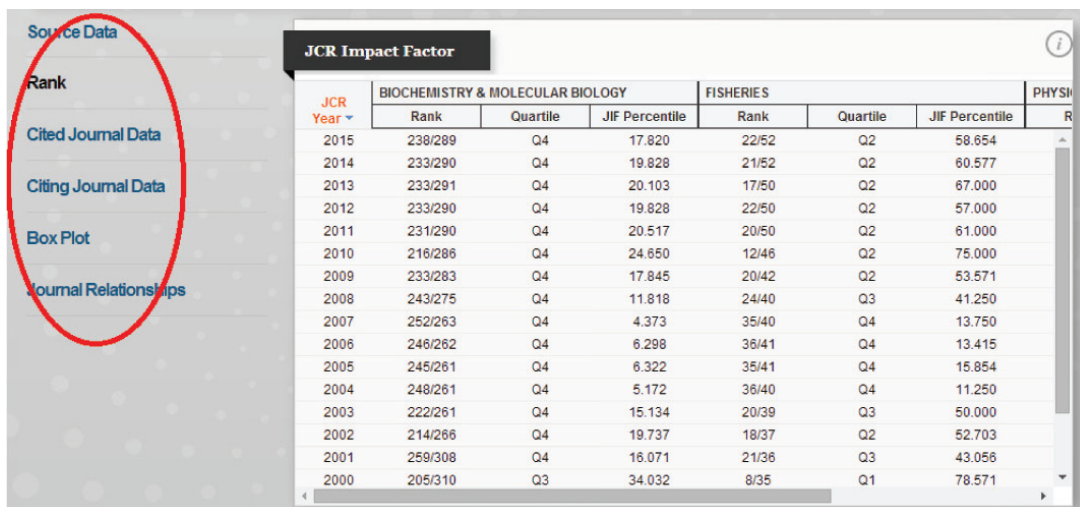 Source Data
Rank
Cited Journal Data
Citing Journal Data
Box Plot
Journal Relationships
JCR Impact Factor
i
JCR Year BIOCHEMISTRY & MOLECULAR BIOLOGY FISHERIES PHYSI
Rank Quartile JIF Percentile Rank Quartile JIF Percentile R
2015 238/289 Q4 17.820 22/52 Q2 58.654
2014 233/290 Q4 19.828 21/52 Q2 60.577
2013 233/291 Q4 20.103 17/50 Q2 67.000
2012 233/290 Q4 19.828 22/50 Q2 57.000
2011 231/290 Q4 20.517 20/50 Q2 61.000
2010 216/286 Q4 24.650 12/46 Q2 75.000
2009 233/283 Q4 17.845 20/42 Q2 53.571
2008 243/275 Q4 11.818 24/40 Q3 41.250
2007 252/263 Q4 4.373 35/40 Q4 13.750
2006 246/262 Q4 6.298 36/41 Q4 13.415
2005 245/261 Q4 6.322 35/41 Q4 15.854
2004 248/261 Q4 5.172 36/40 Q4 11.250
2003 222/261 Q4 15.134 20/39 Q3 50.000
2002 214/266 Q4 19.737 18/37 Q2 52.703
2001 259/308 Q4 16.071 21/36 Q3 43.056
2000 205/310 Q3 34.032 8/35 Q1 78.571